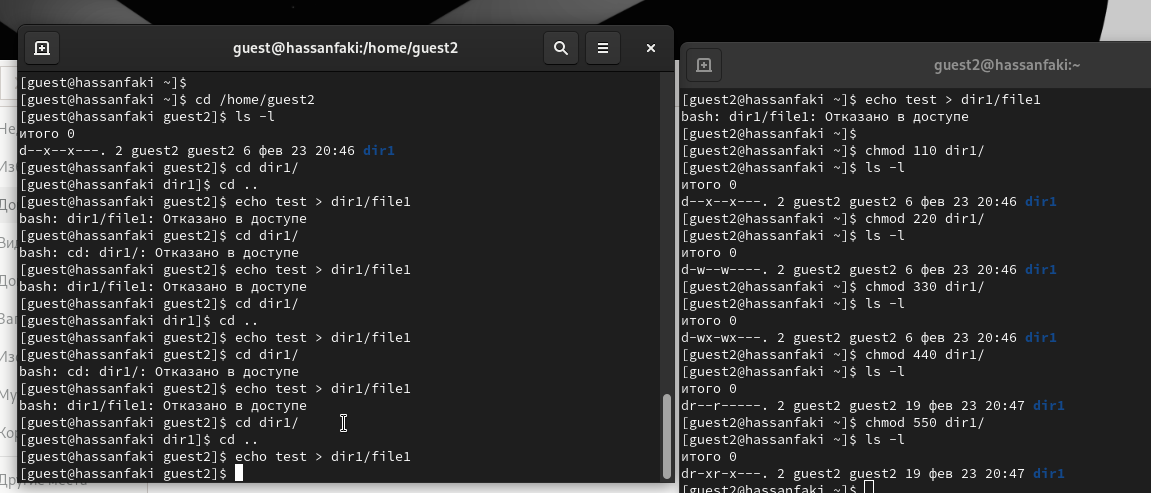 guest@hassanfaki:/home/guest2
[guest@hassanfaki ~]$
[guest@hassanfaki ~]$ cd /home/guest2
[guest@hassanfaki guest2]$ ls -l
итого 0
d--x--x---. 2 guest2 guest2 6 фев 23 20:46 dir1
[guest@hassanfaki guest2]$ cd dir1/
[guest@hassanfaki dir1]$ cd ..
[guest@hassanfaki guest2]$ echo test > dir1/file1
bash: dir1/file1: Отказано в доступе
[guest@hassanfaki guest2]$ cd dir1/
bash: cd: dir1/: Отказано в доступе
[guest@hassanfaki guest2]$ echo test > dir1/file1
bash: dir1/file1: Отказано в доступе
[guest@hassanfaki guest2]$ cd dir1/
[guest@hassanfaki dir1]$ cd ..
[guest@hassanfaki guest2]$ echo test > dir1/file1
[guest@hassanfaki guest2]$ cd dir1/
bash: cd: dir1/: Отказано в доступе
[guest@hassanfaki guest2]$ echo test > dir1/file1
bash: dir1/file1: Отказано в доступе
[guest@hassanfaki guest2]$ cd dir1/
[guest@hassanfaki dir1]$ cd ..
[guest@hassanfaki guest2]$ echo test > dir1/file1
[guest@hassanfaki guest2]$
guest2@hassanfaki:~
[guest2@hassanfaki ~]$ echo test > dir1/file1
bash: dir1/file1: Отказано в доступе
[guest2@hassanfaki ~]$
[guest2@hassanfaki ~]$ chmod 110 dir1/
[guest2@hassanfaki ~]$ ls -l
итого 0
d--x--x---. 2 guest2 guest2 6 фев 23 20:46 dir1
[guest2@hassanfaki ~]$ chmod 220 dir1/
[guest2@hassanfaki ~]$ ls -l
итого 0
d-w--w----. 2 guest2 guest2 6 фев 23 20:46 dir1
[guest2@hassanfaki ~]$ chmod 330 dir1/
[guest2@hassanfaki ~]$ ls -l
итого 0
d-wx-wx---. 2 guest2 guest2 6 фев 23 20:46 dir1
[guest2@hassanfaki ~]$ chmod 440 dir1/
[guest2@hassanfaki ~]$ ls -l
итого 0
dr--r-----. 2 guest2 guest2 19 фев 23 20:47 dir1
[guest2@hassanfaki ~]$ chmod 550 dir1/
[guest2@hassanfaki ~]$ ls -l
итого 0
dr-xr-x---. 2 guest2 guest2 19 фев 23 20:47 dir1
[guest2@hassanfaki ~]$